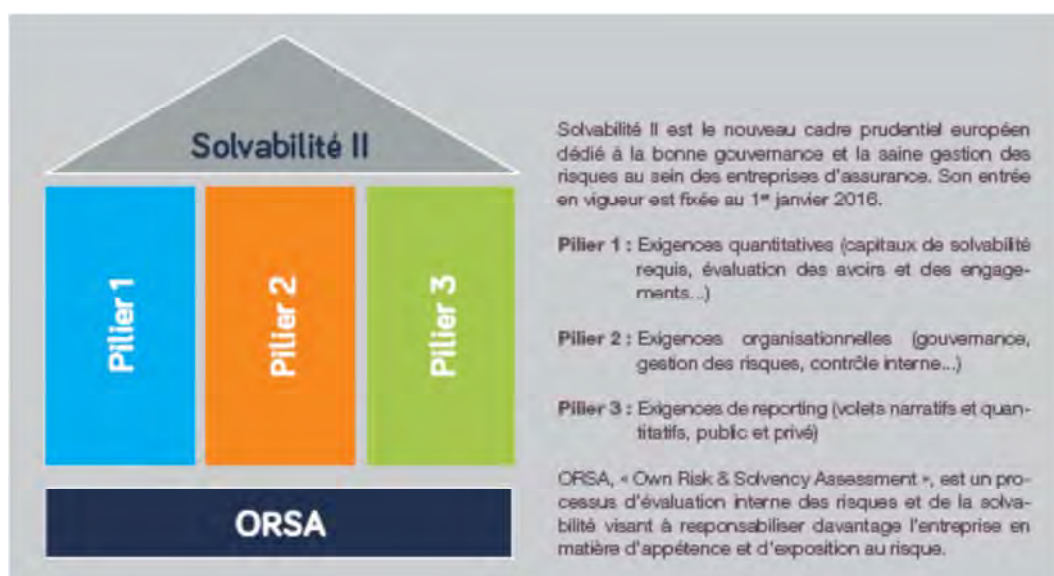 Solvabilité II
Pilier 1
Pilier 2
Pilier 3
ORSA
Solvabilité II est le nouveau cadre prudentiel européen
dédié à la bonne gouvernance et la saine gestion des
risques au sein des entreprises d'assurance. Son entrée
en vigueur est fixée au 1er janvier 2016.
Pilier 1 : Exigences quantitatives (capitaux de solvabilité
requis, évaluation des avoirs et des engage-
ments...)
Pilier 2 : Exigences organisationnelles (gouvernance,
gestion des risques, contrôle interne...)
Pilier 3 : Exigences de reporting (volets narratifs et quan-
titatifs, public et privé)
ORSA, « Own Risk & Solvency Assessment », est un pro-
cessus d'évaluation interne des risques et de la solva-
bilité visant à responsabiliser davantage l'entreprise en
matière d'appétence et d'exposition au risque.